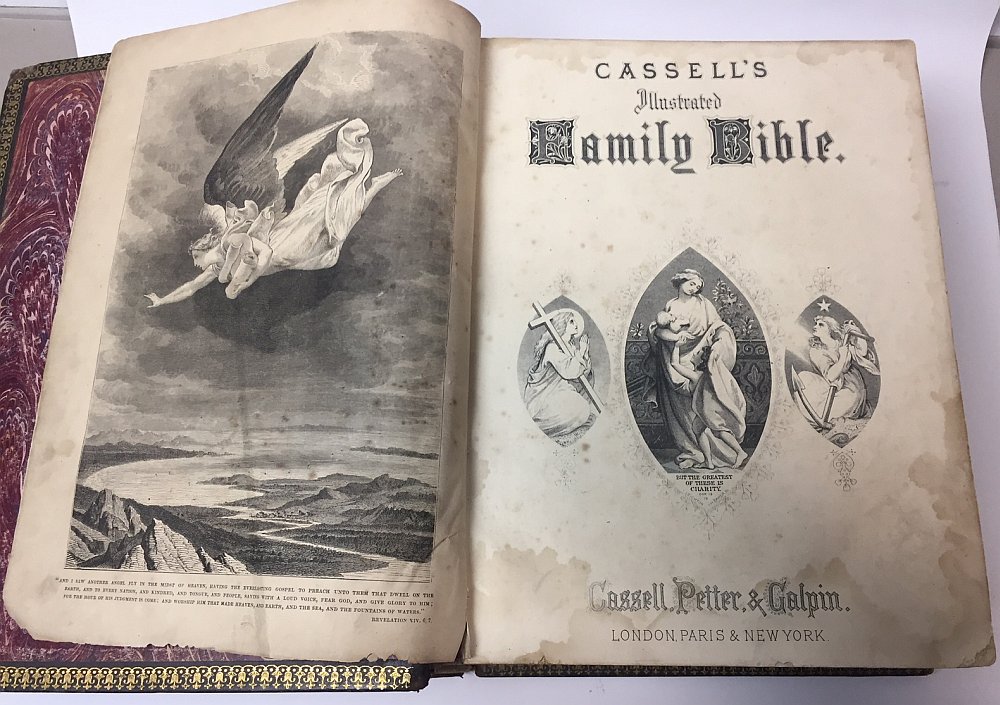 "AND I SAW ANOTHER ANGEL FLY IN THE MIDST OF HEAVEN, HAVING THE EVERLASTING GOSPEL TO PREACH UNTO THEM THAT DWELL ON THE
EARTH, AND TO EVERY NATION, AND KINDRED, AND TONGUE, AND PEOPLE, SAYING WITH A LOUD VOICE, FEAR GOD, AND GIVE GLORY TO HIM;
FOR THE HOUR OF HIS JUDGMENT IS COME: AND WORSHIP HIM THAT MADE HEAVEN, AND EARTH, AND THE SEA, AND THE FOUNTAINS OF WATERS."
REVELATION XIV. 6, 7.
CASSELL'S
Illustrated
Family Bible.
BUT THE GREATEST
OF THESE IS
CHARITY.
Cassell, Petter, & Galpin.
LONDON, PARIS & NEW YORK.